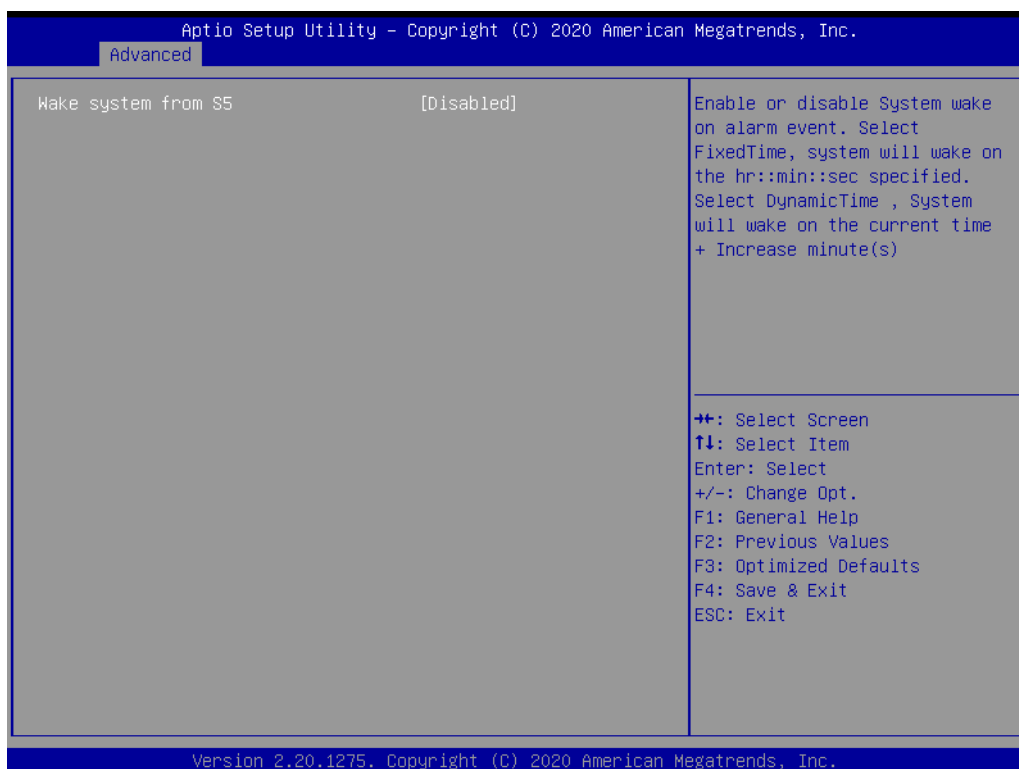 Aptio Setup Utility – Copyright (C) 2020 American Megatrends, Inc.
Advanced
Wake system from S5 [Disabled]
Enable or disable System wake
on alarm event. Select
FixedTime, system will wake on
the hr::min::sec specified.
Select DynamicTime , System
will wake on the current time
+ Increase minute(s)
→←: Select Screen
↑↓: Select Item
Enter: Select
+/-: Change Opt.
F1: General Help
F2: Previous Values
F3: Optimized Defaults
F4: Save & Exit
ESC: Exit
Version 2.20.1275. Copyright (C) 2020 American Megatrends, Inc.